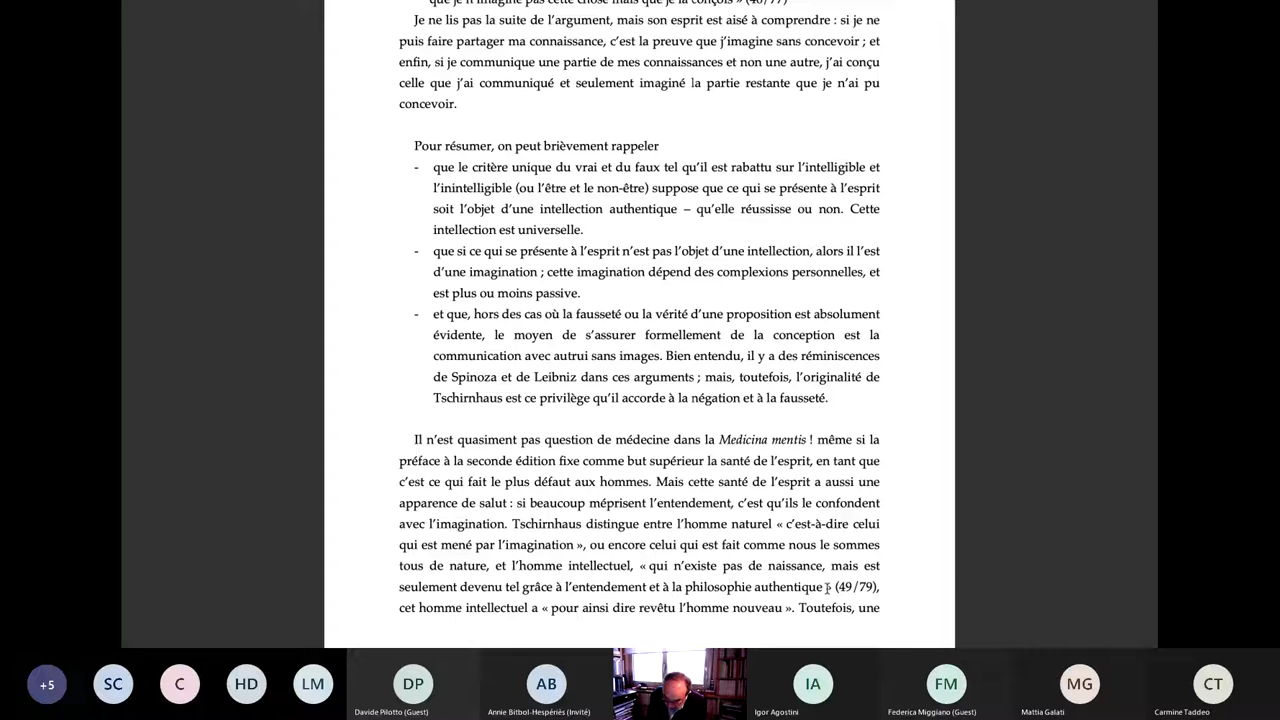 que je n'imagine pas cette chose mais que je la conçois » (46/77)
Je ne lis pas la suite de l'argument, mais son esprit est aisé à comprendre : si je ne
puis faire partager ma connaissance, c'est la preuve que j'imagine sans concevoir ; et
enfin, si je communique une partie de mes connaissances et non une autre, j'ai conçu
celle que j'ai communiqué et seulement imaginé la partie restante que je n'ai pu
concevoir.
Pour résumer, on peut brièvement rappeler
- que le critère unique du vrai et du faux tel qu'il est rabattu sur l'intelligible et
l'inintelligible (ou l'être et le non-être) suppose que ce qui se présente à l'esprit
soit l'objet d'une intellection authentique – qu'elle réussisse ou non. Cette
intellection est universelle.
- que si ce qui se présente à l'esprit n'est pas l'objet d'une intellection, alors il l'est
d'une imagination ; cette imagination dépend des complexions personnelles, et
est plus ou moins passive.
- et que, hors des cas où la fausseté ou la vérité d'une proposition est absolument
évidente, le moyen de s'assurer formellement de la conception est la
communication avec autrui sans images. Bien entendu, il y a des réminiscences
de Spinoza et de Leibniz dans ces arguments ; mais, toutefois, l'originalité de
Tschirnhaus est ce privilège qu'il accorde à la négation et à la fausseté.
Il n'est quasiment pas question de médecine dans la Medicina mentis ! même si la
préface à la seconde édition fixe comme but supérieur la santé de l'esprit, en tant que
c'est ce qui fait le plus défaut aux hommes. Mais cette santé de l'esprit a aussi une
apparence de salut : si beaucoup méprisent l'entendement, c'est qu'ils le confondent
avec l'imagination. Tschirnhaus distingue entre l'homme naturel « c'est-à-dire celui
qui est mené par l'imagination », ou encore celui qui est fait comme nous le sommes
tous de nature, et l'homme intellectuel, « qui n'existe pas de naissance, mais est
seulement devenu tel grâce à l'entendement et à la philosophie authentique » (49/79),
cet homme intellectuel a « pour ainsi dire revêtu l'homme nouveau ». Toutefois, une
+5 SC C HD LM DP AB IA FM MG CT
Davide Pilotto (Guest) Annie Bitbol-Hespériès (Invité) Igor Agostini Federica Miggiano (Guest) Mattia Galati Carmine Taddeo